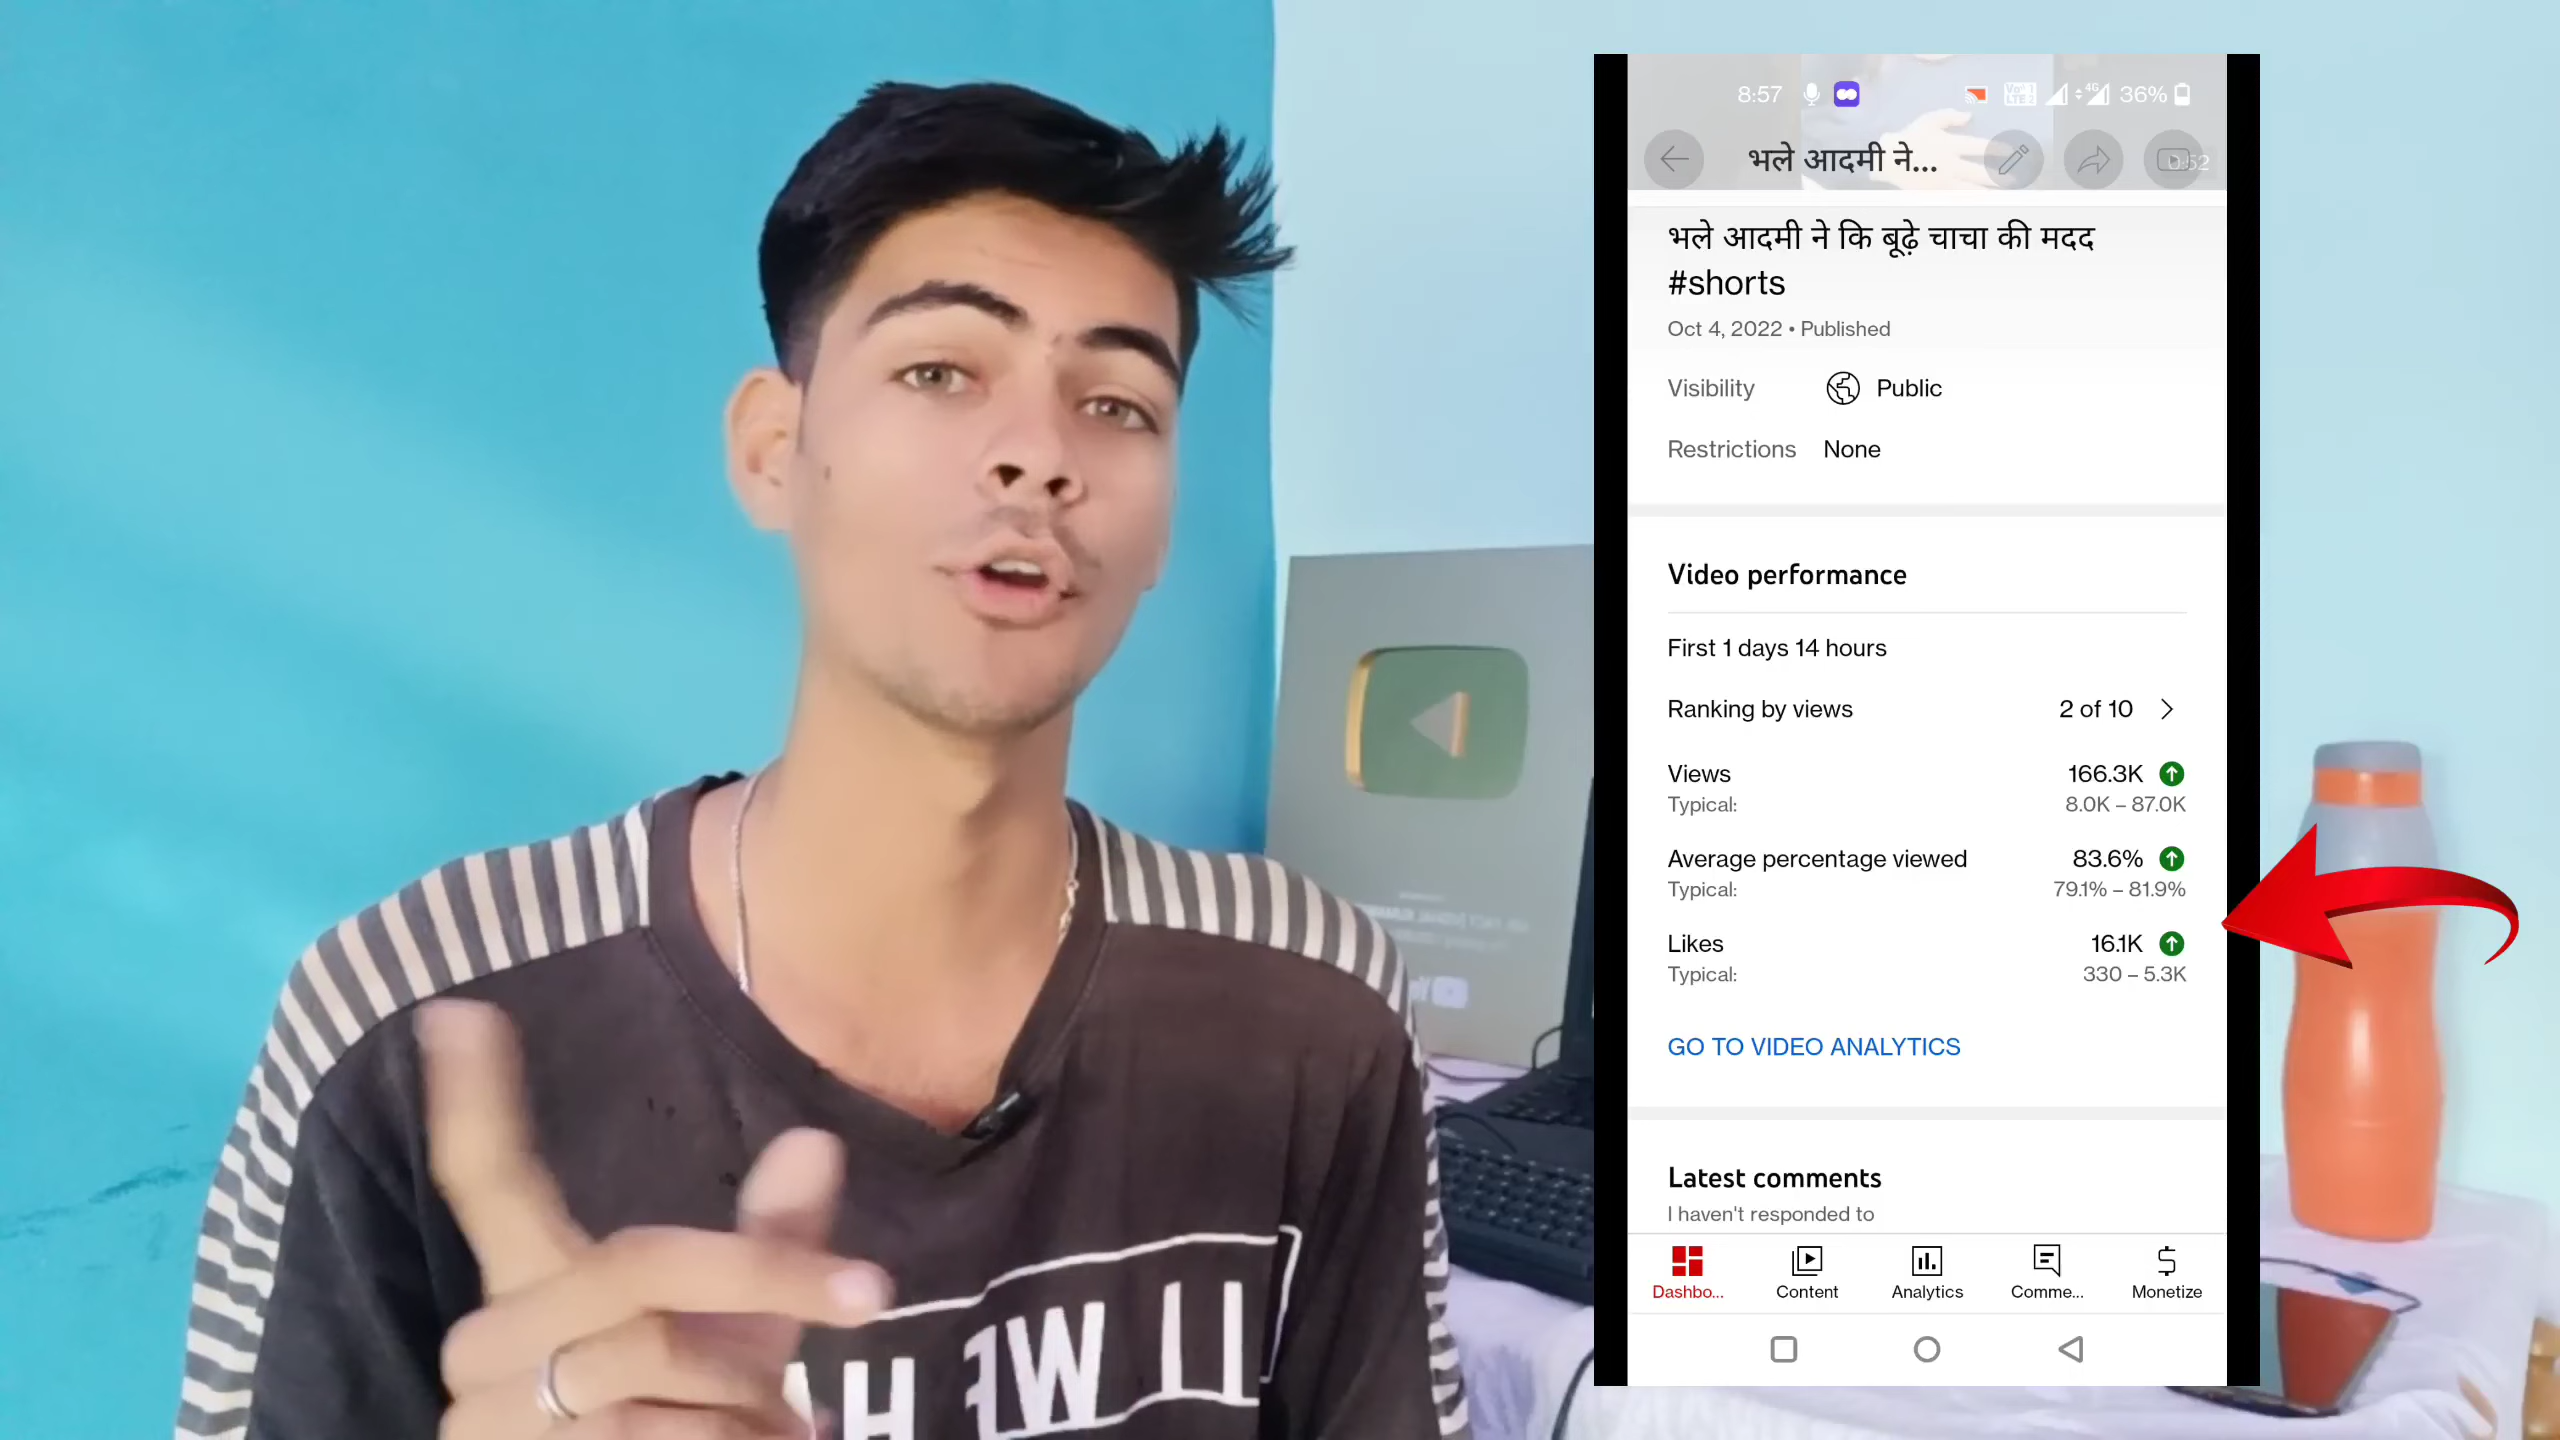 8:57
36%
भले आदमी ने...
0:52
भले आदमी ने कि बूढ़े चाचा की मदद
#shorts
Oct 4, 2022 • Published
Visibility Public
Restrictions None
Video performance
First 1 days 14 hours
Ranking by views 2 of 10
Views 166.3K
Typical: 8.0K – 87.0K
Average percentage viewed 83.6%
Typical: 79.1% – 81.9%
Likes 16.1K
Typical: 330 – 5.3K
GO TO VIDEO ANALYTICS
Latest comments
I haven't responded to
Dashbo... Content Analytics Comme... Monetize